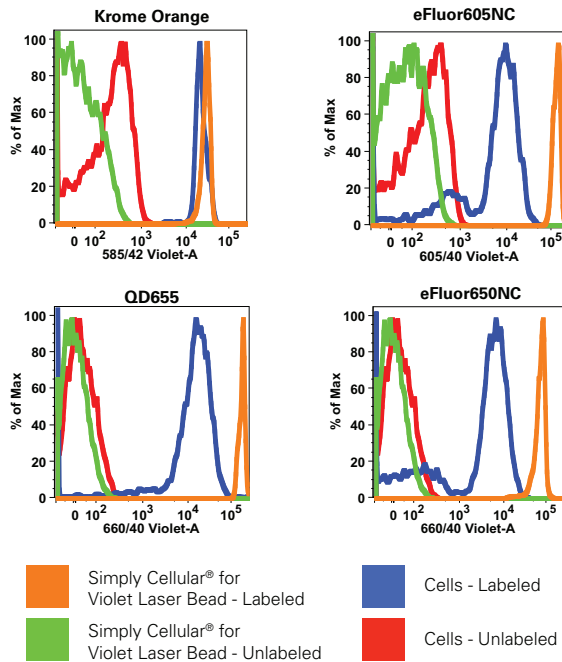 Krome Orange
% of Max
100
80
60
40
20
0
0 10² 10³ 10⁴ 10⁵
585/42 Violet-A
eFluor605NC
% of Max
100
80
60
40
20
0
0 10² 10³ 10⁴ 10⁵
605/40 Violet-A
QD655
% of Max
100
80
60
40
20
0
0 10² 10³ 10⁴ 10⁵
660/40 Violet-A
eFluor650NC
% of Max
100
80
60
40
20
0
0 10² 10³ 10⁴ 10⁵
660/40 Violet-A
Simply Cellular® for
Violet Laser Bead - Labeled
Cells - Labeled
Simply Cellular® for
Violet Laser Bead - Unlabeled
Cells - Unlabeled